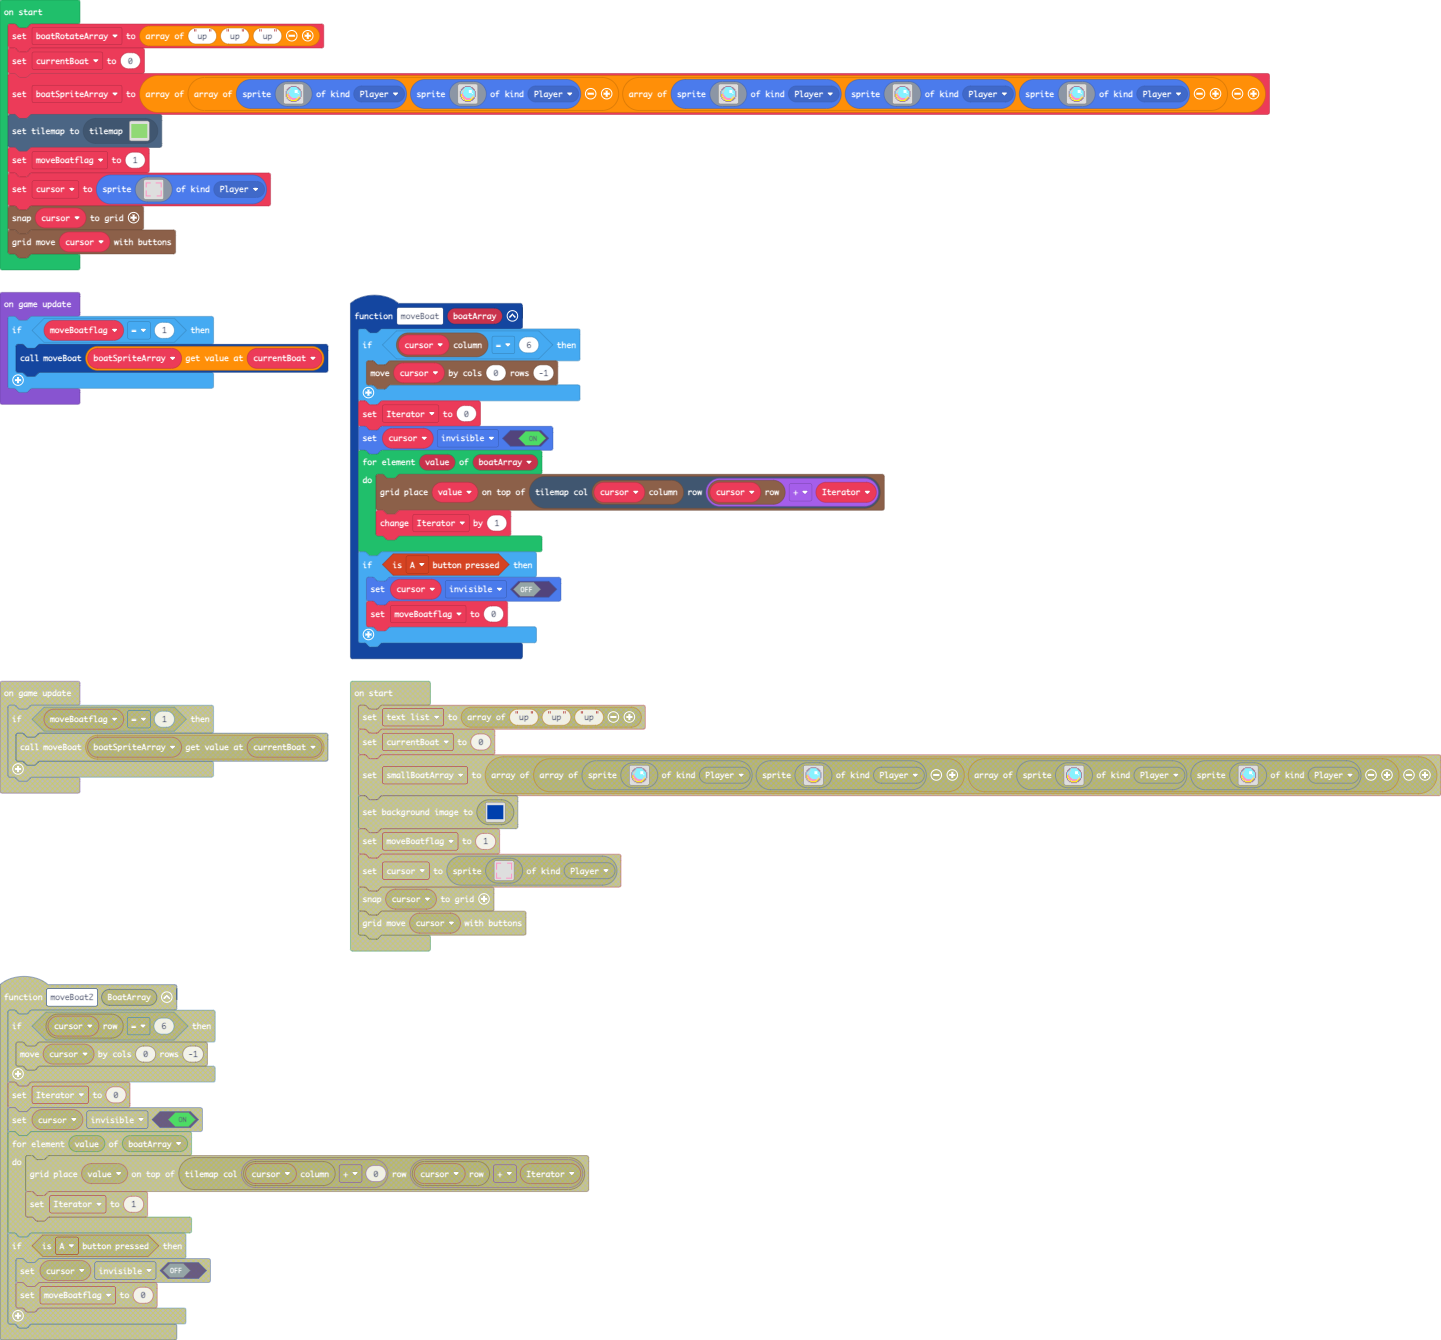 on start
set boatRotateArray to array of "up" "up" "up"
set currentBoat to 0
set boatSpriteArray to array of array of sprite of kind Player sprite of kind Player array of sprite of kind Player sprite of kind Player sprite of kind Player
set tilemap to tilemap
set moveBoatflag to 1
set cursor to sprite of kind Player
snap cursor to grid
grid move cursor with buttons
on game update
if moveBoatflag = 1 then
call moveBoat boatSpriteArray get value at currentBoat
function moveBoat boatArray
if cursor column = 6 then
move cursor by cols 0 rows -1
set Iterator to 0
set cursor invisible ON
for element value of boatArray
do
grid place value on top of tilemap col cursor column row cursor row + Iterator
change Iterator by 1
if is A button pressed then
set cursor invisible OFF
set moveBoatflag to 0
on game update
if moveBoatflag = 1 then
call moveBoat boatSpriteArray get value at currentBoat
on start
set text list to array of "up" "up" "up"
set currentBoat to 0
set smallBoatArray to array of array of sprite of kind Player sprite of kind Player array of sprite of kind Player sprite of kind Player
set background image to
set moveBoatflag to 1
set cursor to sprite of kind Player
snap cursor to grid
grid move cursor with buttons
function moveBoat2 BoatArray
if cursor row = 6 then
move cursor by cols 0 rows -1
set Iterator to 0
set cursor invisible ON
for element value of boatArray
do
grid place value on top of tilemap col cursor column + 0 row cursor row + Iterator
set Iterator to 1
if is A button pressed then
set cursor invisible OFF
set moveBoatflag to 0